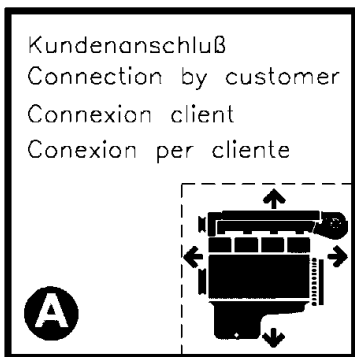 Kundenanschluß
Connection by customer
Connexion client
Conexion per cliente
A